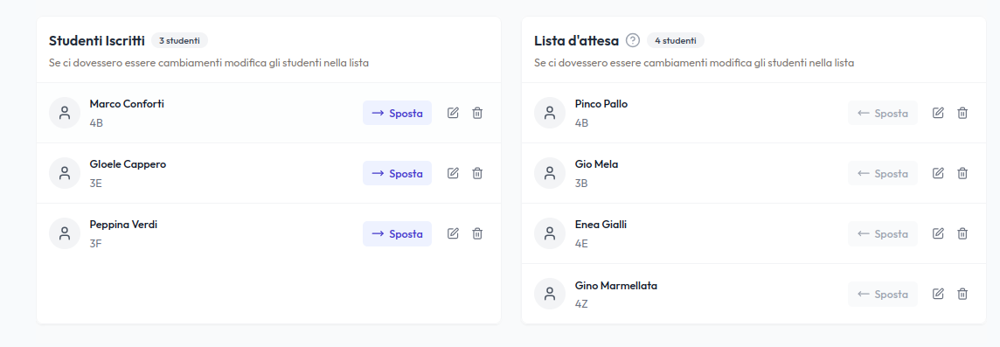 Studenti Iscritti 3 studenti
Se ci dovessero essere cambiamenti modifica gli studenti nella lista
Marco Conforti
4B
→ Sposta
Gloele Cappero
3E
→ Sposta
Peppina Verdi
3F
→ Sposta
Lista d'attesa ? 4 studenti
Se ci dovessero essere cambiamenti modifica gli studenti nella lista
Pinco Pallo
4B
← Sposta
Gio Mela
3B
← Sposta
Enea Gialli
4E
← Sposta
Gino Marmellata
4Z
← Sposta